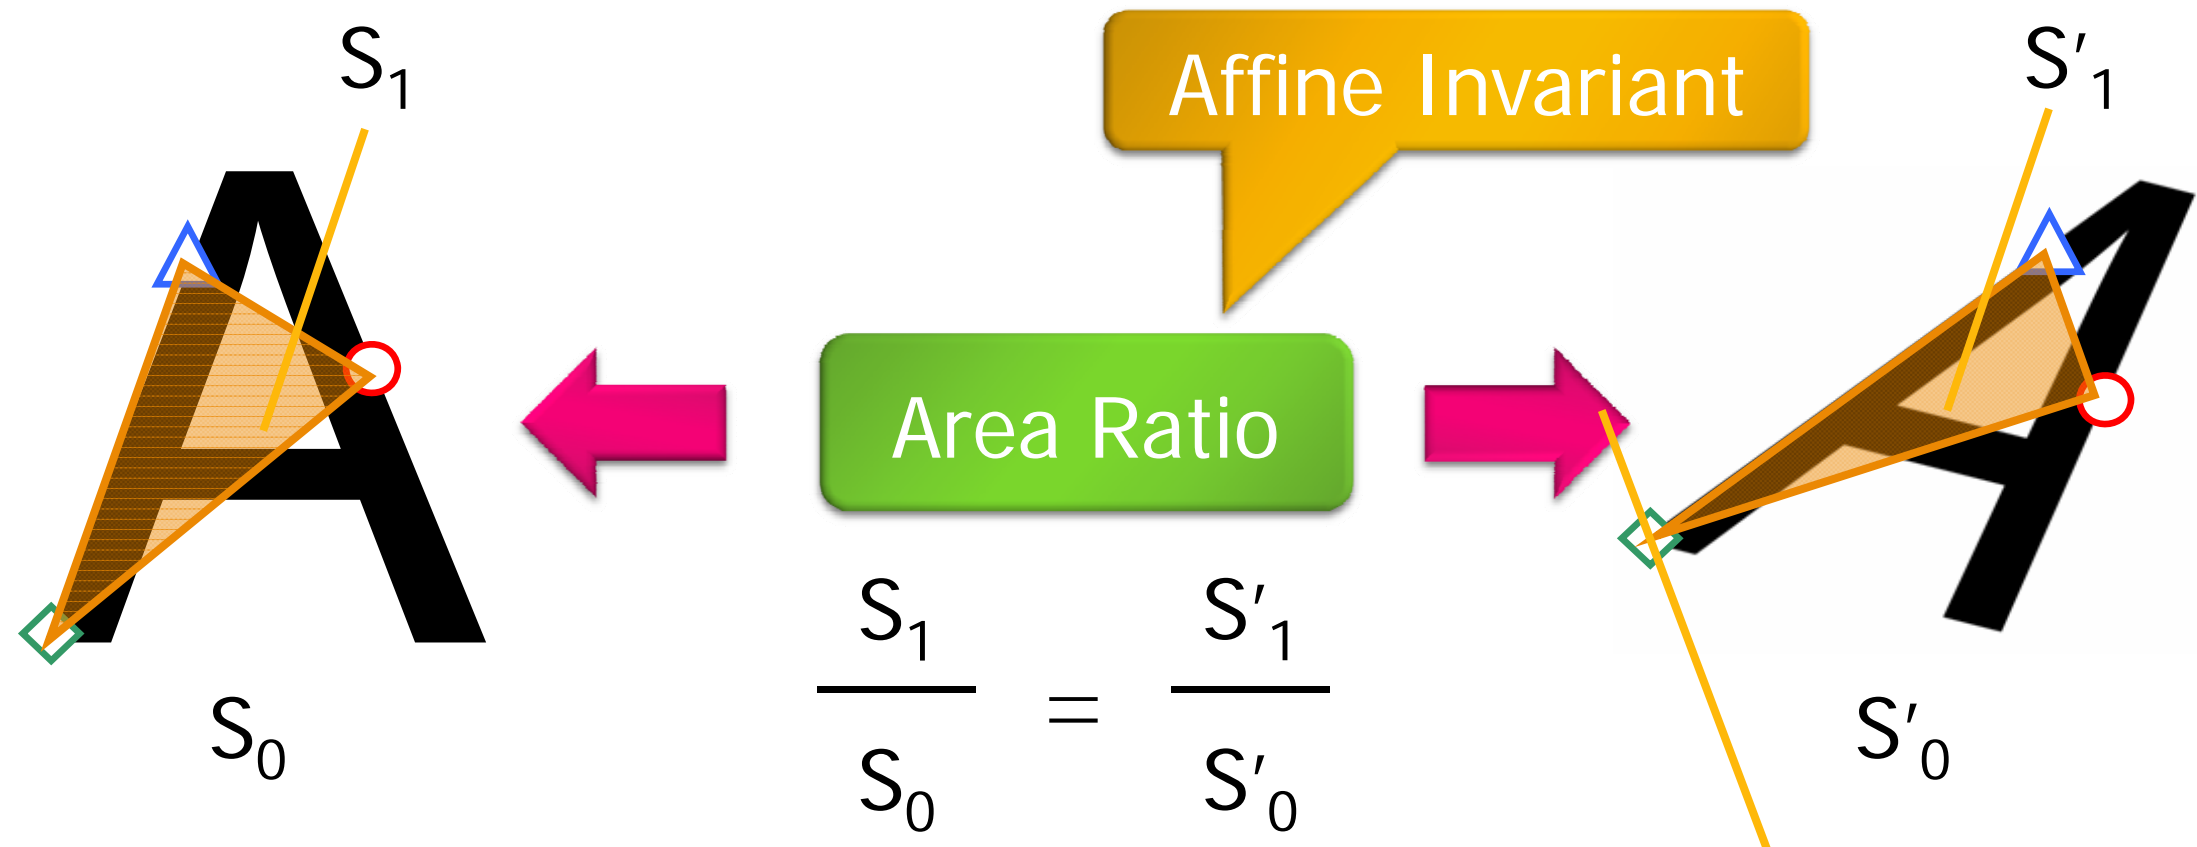 S1
Affine Invariant
S′1
A
A
Area Ratio
S1 / S0 = S′1 / S′0
S0
S′0